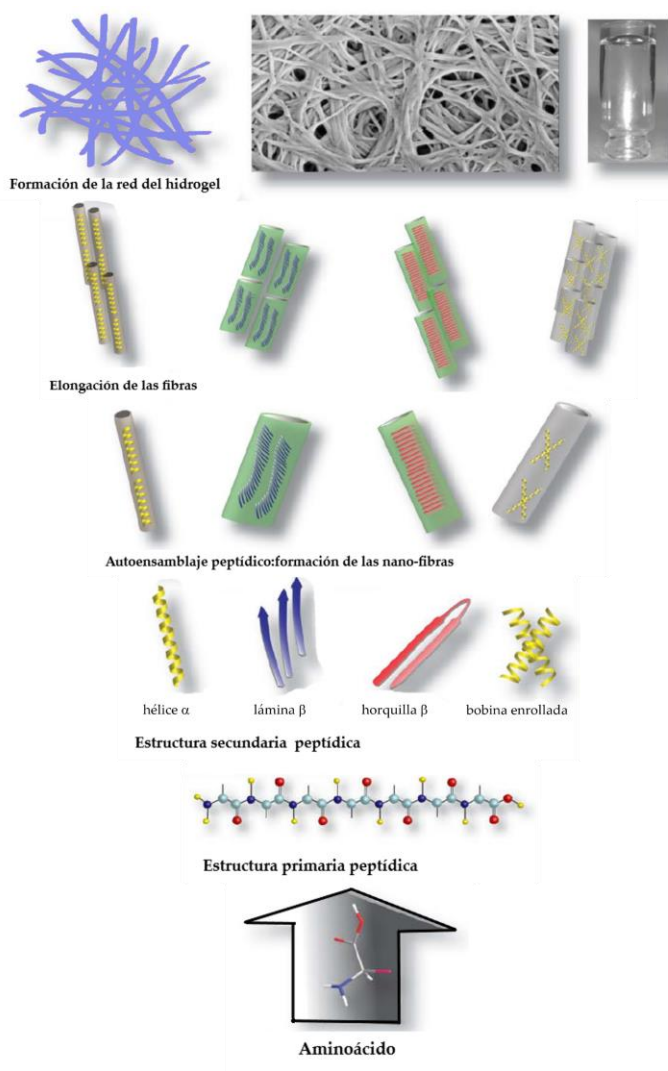 Formación de la red del hidrogel
Elongación de las fibras
Autoensamblaje peptídico:formación de las nano-fibras
hélice α lámina β horquilla β bobina enrollada
Estructura secundaria peptídica
Estructura primaria peptídica
Aminoácido